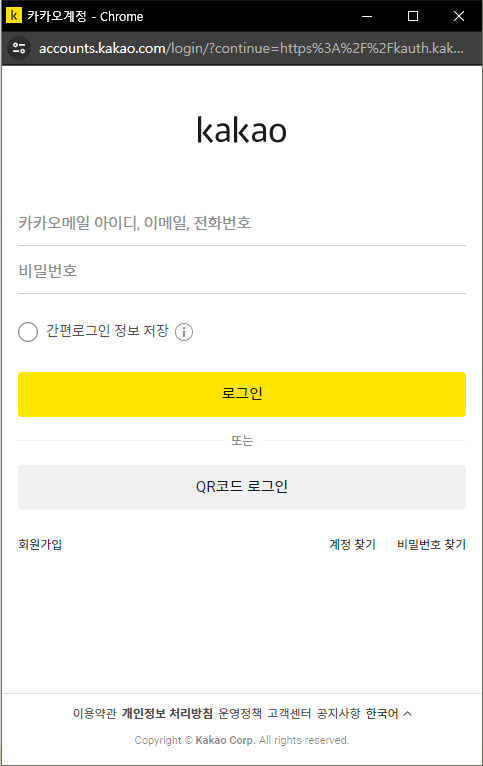 카카오계정 - Chrome
accounts.kakao.com/login/?continue=https%3A%2F%2Fkauth.kak...
kakao
카카오메일 아이디, 이메일, 전화번호
비밀번호
간편로그인 정보 저장
로그인
또는
QR코드 로그인
회원가입 계정 찾기 비밀번호 찾기
이용약관 개인정보 처리방침 운영정책 고객센터 공지사항 한국어
Copyright © Kakao Corp. All rights reserved.